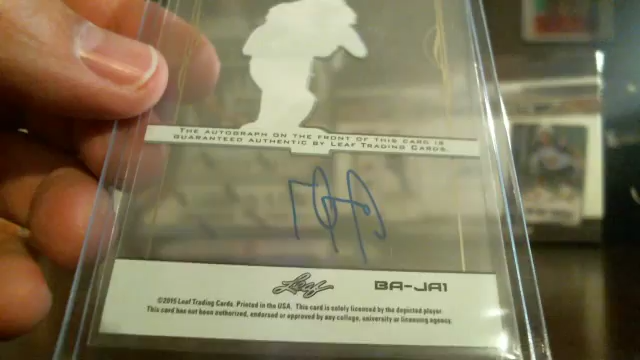 THE AUTOGRAPH ON THE FRONT OF THIS CARD IS
GUARANTEED AUTHENTIC BY LEAF TRADING CARDS.
Leaf
BA-JA1
©2015 Leaf Trading Cards. Printed in the USA. This card is solely licensed by the depicted player.
This card has not been authorized, endorsed or approved by any college, university or licensing agency.